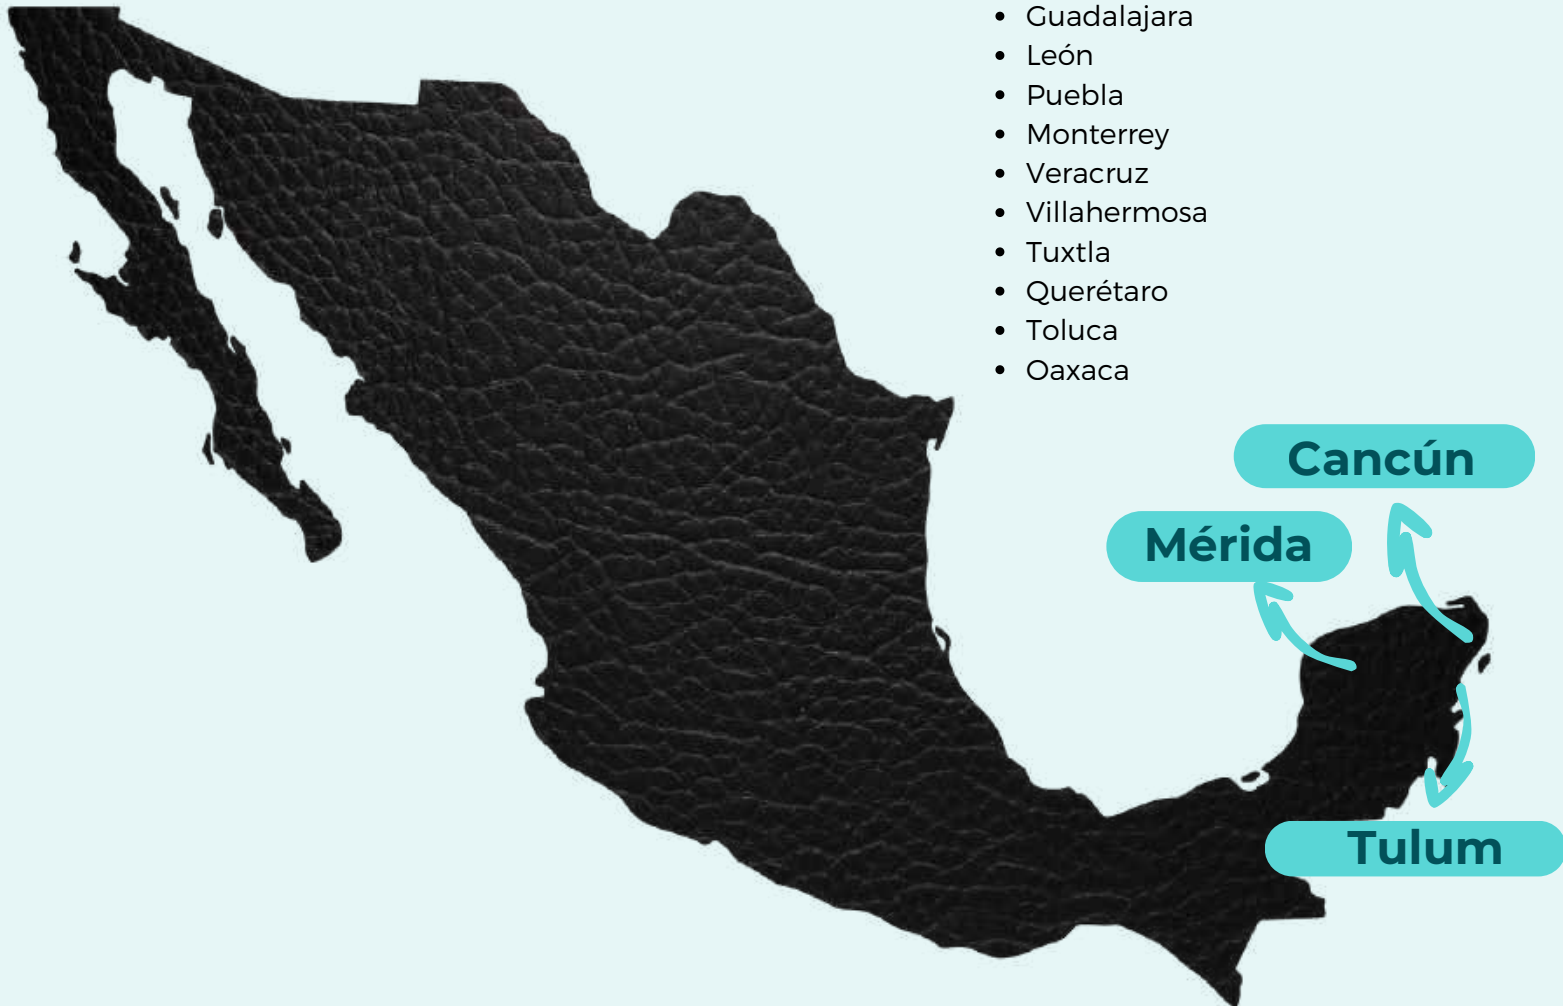 • Guadalajara
• León
• Puebla
• Monterrey
• Veracruz
• Villahermosa
• Tuxtla
• Querétaro
• Toluca
• Oaxaca
Cancún
Mérida
Tulum